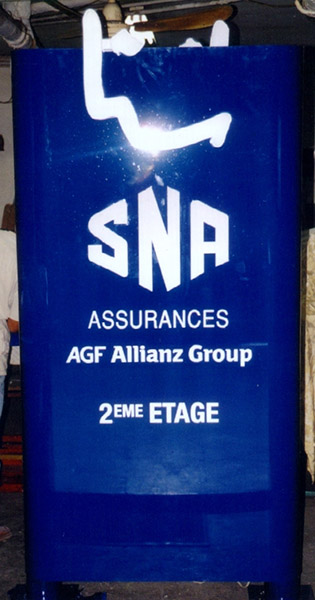 SNA
ASSURANCES
AGF Allianz Group
2EME ETAGE